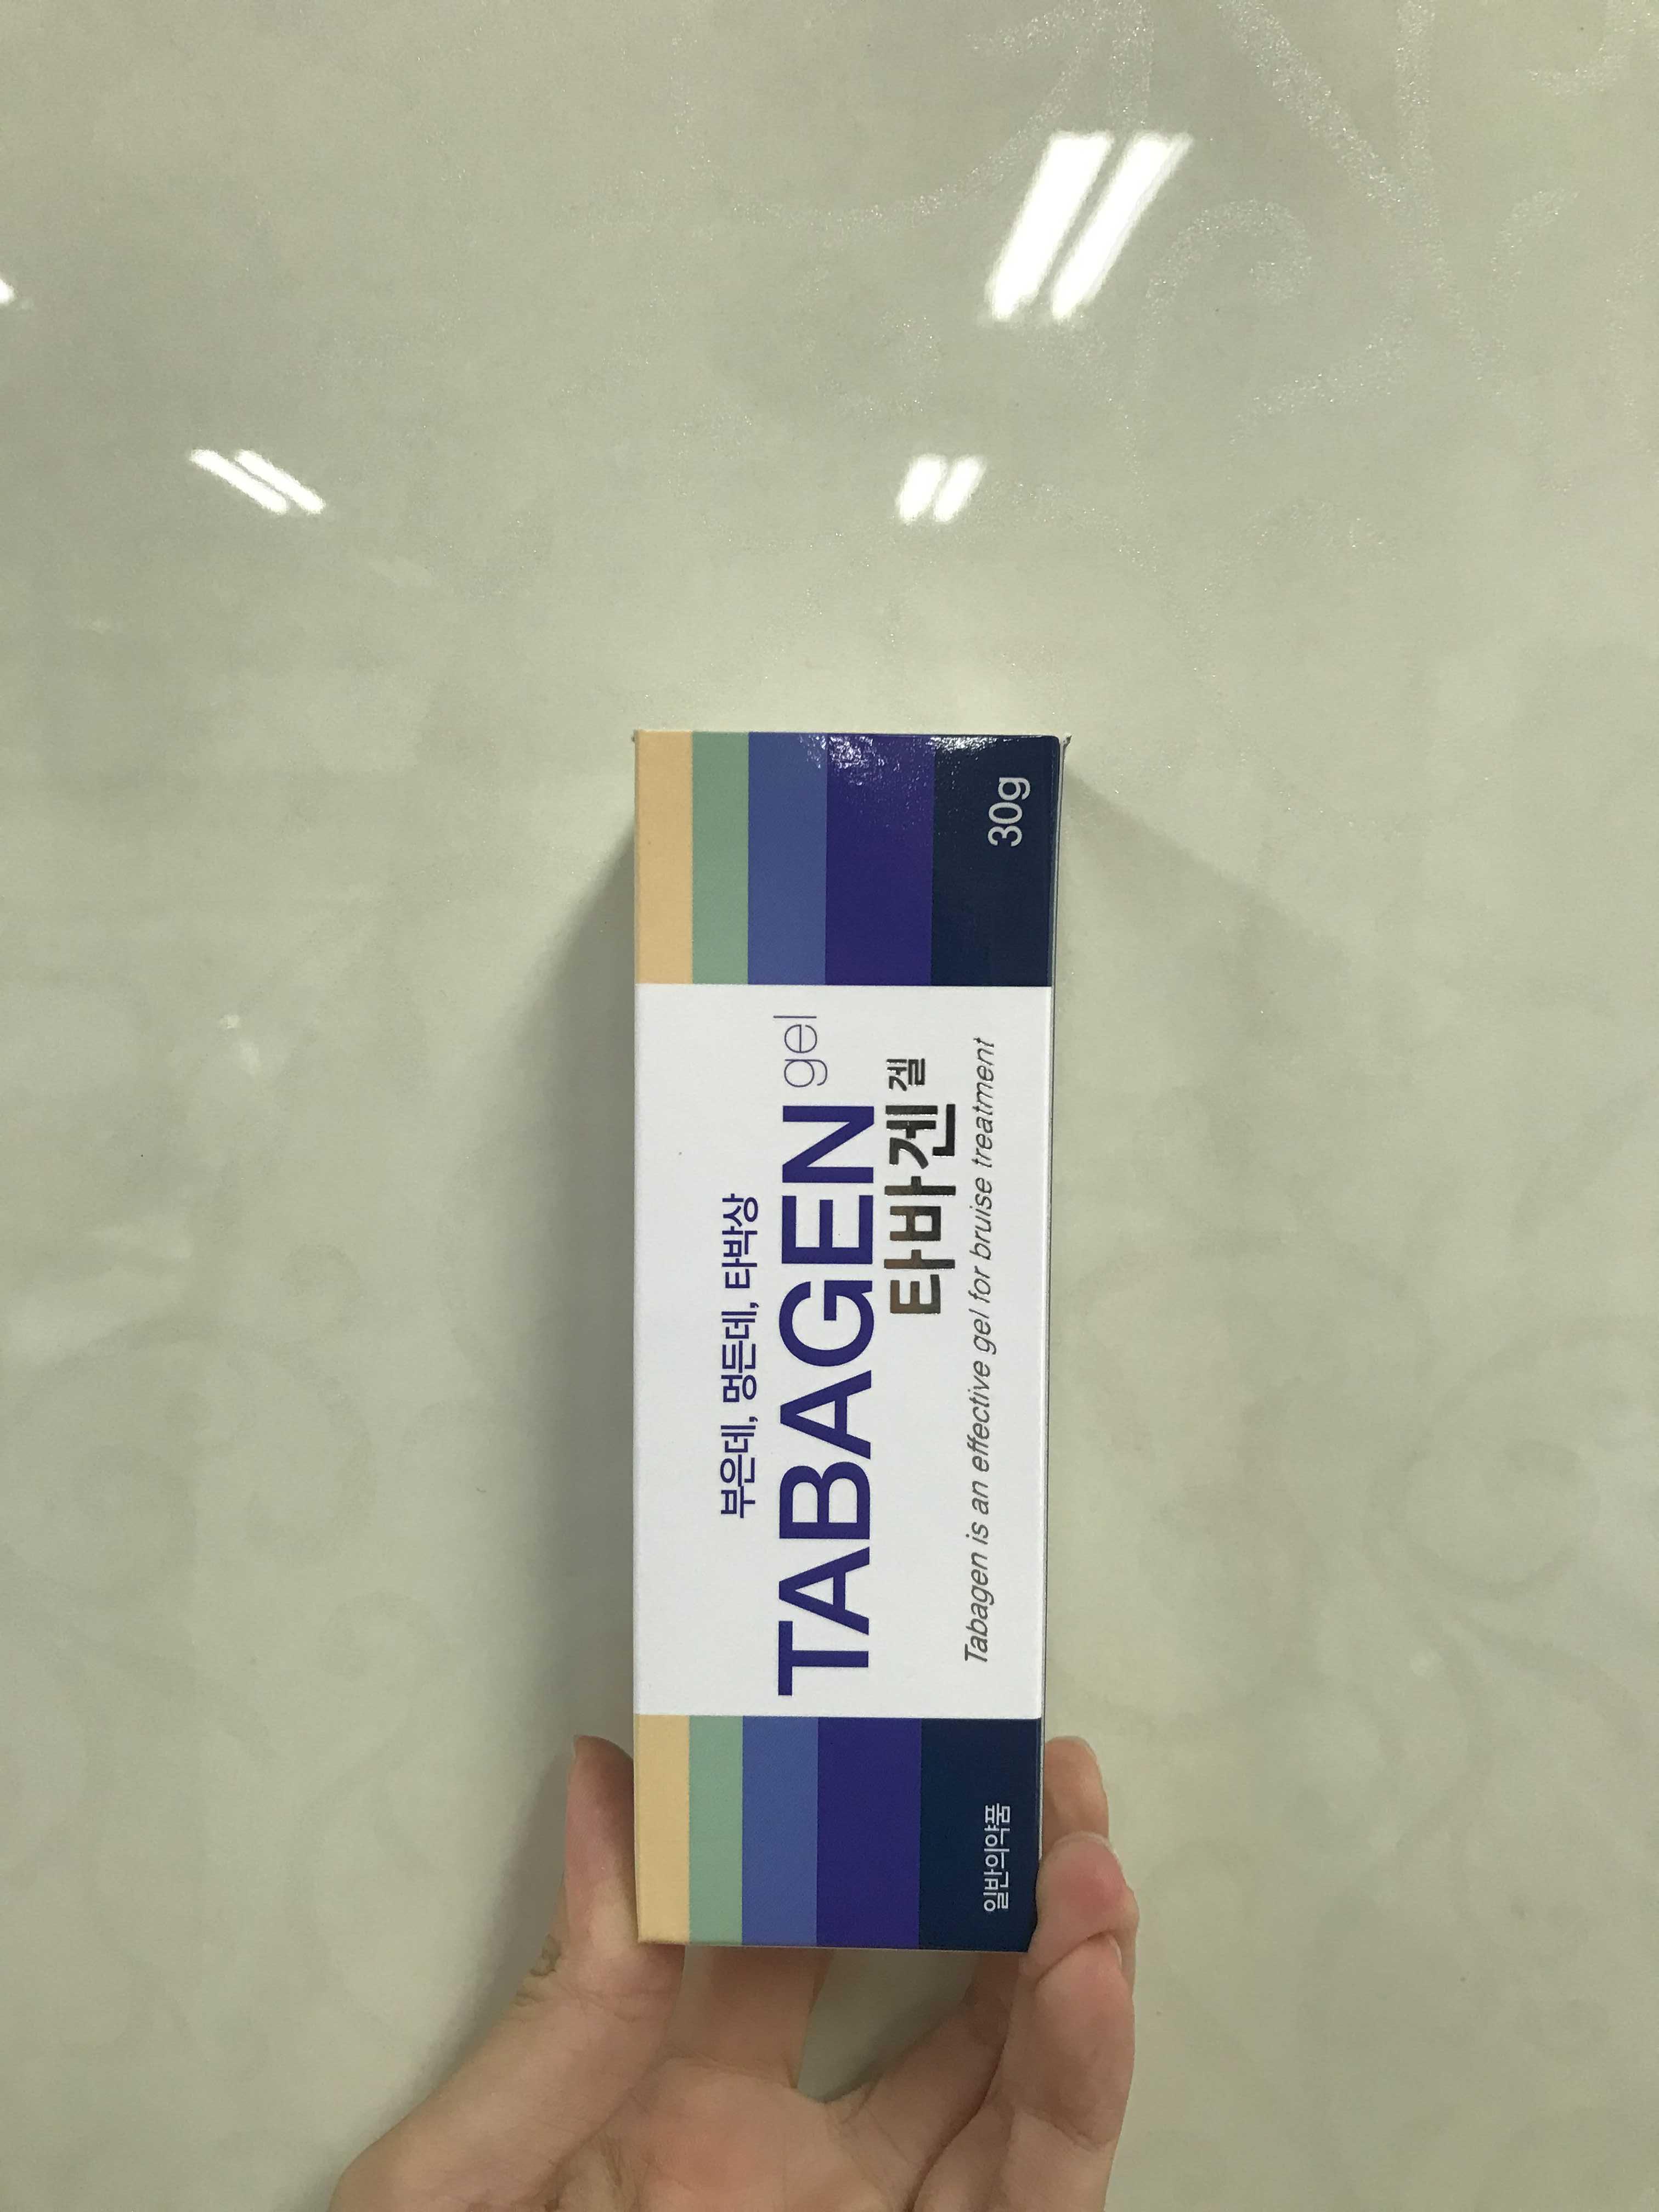 부은데, 멍든데, 타박상
TABAGEN gel
타바겐 겔
Tabagen is an effective gel for bruise treatment
일반의약품
30g